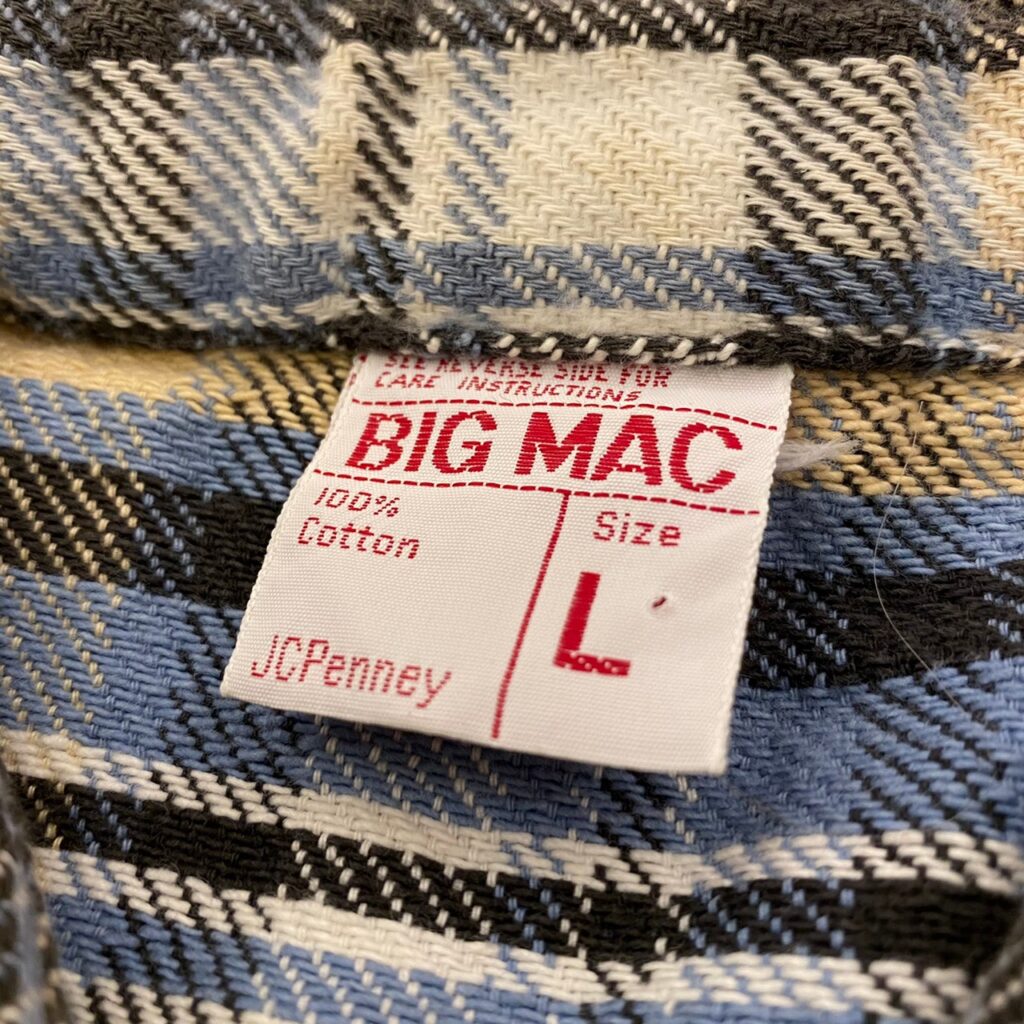 SEE REVERSE SIDE FOR
CARE INSTRUCTIONS
BIG MAC
100%
Cotton
Size
L
JCPenney